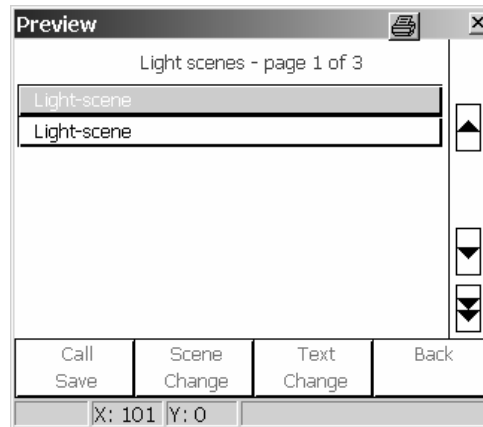 Preview
Light scenes - page 1 of 3
Light-scene
Light-scene
Call Scene Text Back
Save Change Change
X: 101 Y: 0